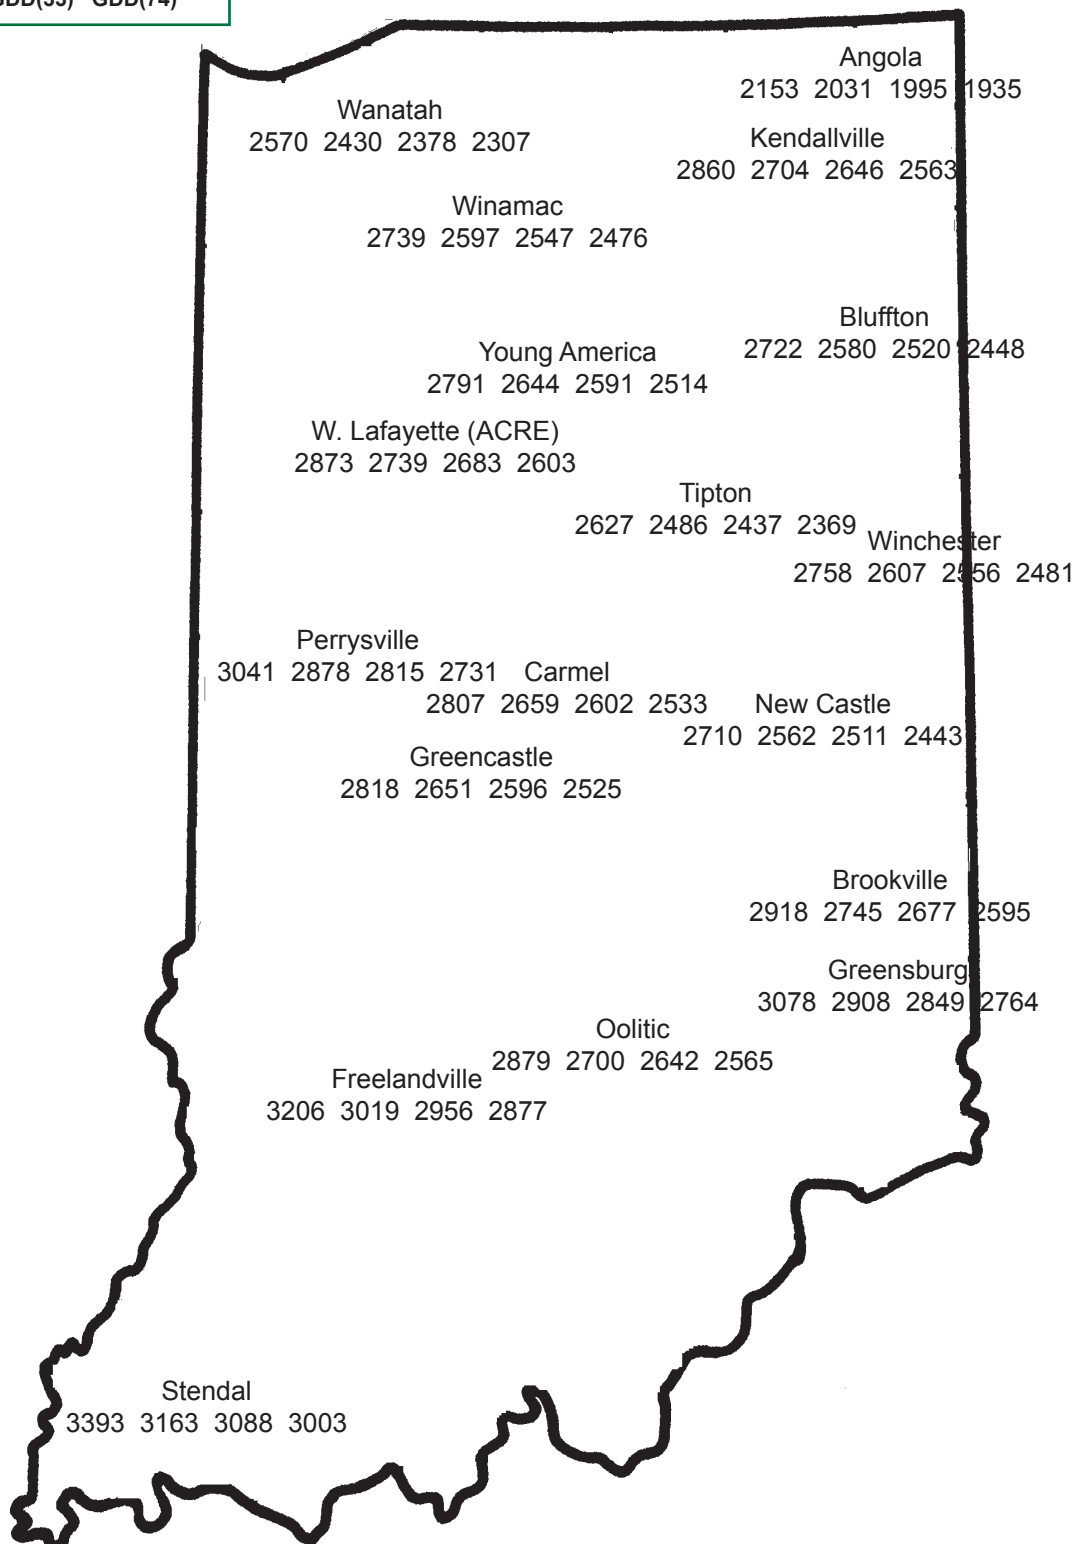 GDD(53) GDD(74)
Angola
2153 2031 1995 1935
Wanatah
2570 2430 2378 2307
Kendallville
2860 2704 2646 2563
Winamac
2739 2597 2547 2476
Bluffton
2722 2580 2520 2448
Young America
2791 2644 2591 2514
W. Lafayette (ACRE)
2873 2739 2683 2603
Tipton
2627 2486 2437 2369
Winchester
2758 2607 2556 2481
Perrysville
3041 2878 2815 2731
Carmel
2807 2659 2602 2533
New Castle
2710 2562 2511 2443
Greencastle
2818 2651 2596 2525
Brookville
2918 2745 2677 2595
Greensburg
3078 2908 2849 2764
Oolitic
2879 2700 2642 2565
Freelandville
3206 3019 2956 2877
Stendal
3393 3163 3088 3003